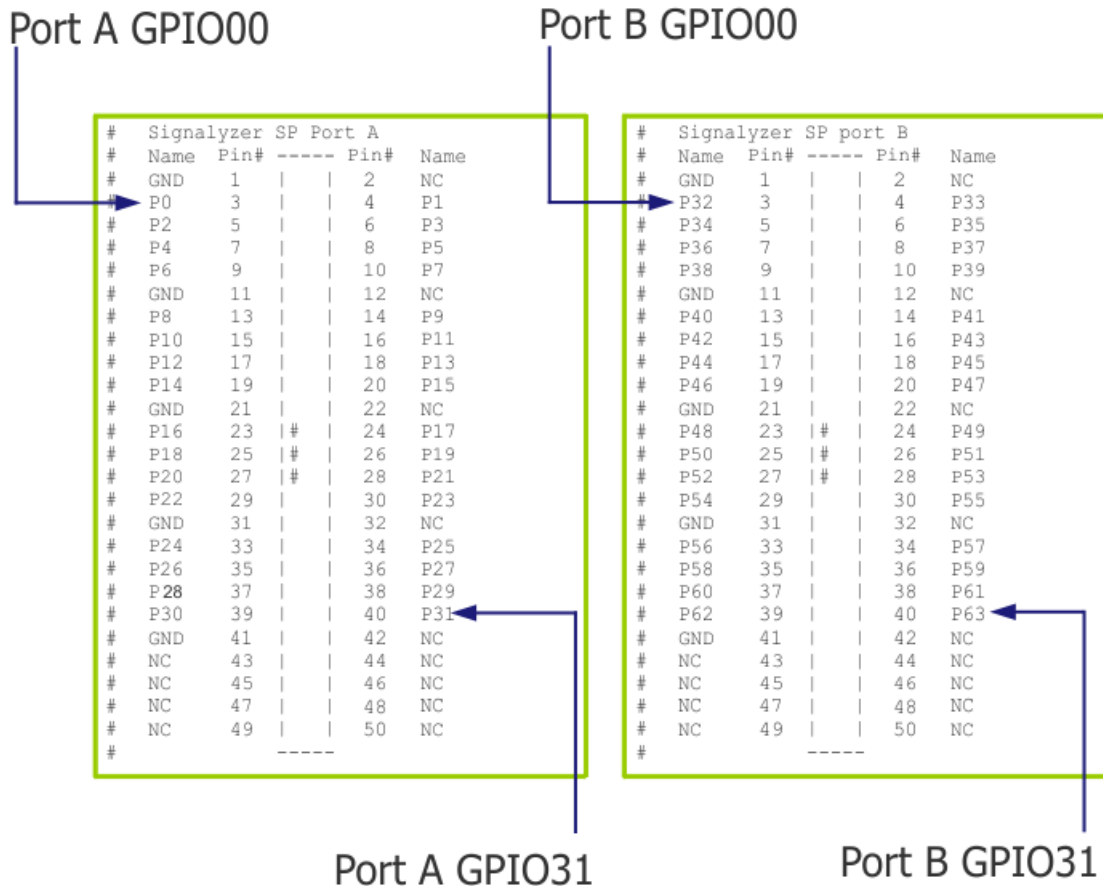 Port A GPIO00
Port B GPIO00
# Signalyzer SP Port A
# Name Pin# ----- Pin# Name
# GND 1 | | 2 NC
# P0 3 | | 4 P1
# P2 5 | | 6 P3
# P4 7 | | 8 P5
# P6 9 | | 10 P7
# GND 11 | | 12 NC
# P8 13 | | 14 P9
# P10 15 | | 16 P11
# P12 17 | | 18 P13
# P14 19 | | 20 P15
# GND 21 | | 22 NC
# P16 23 |# | 24 P17
# P18 25 |# | 26 P19
# P20 27 |# | 28 P21
# P22 29 | | 30 P23
# GND 31 | | 32 NC
# P24 33 | | 34 P25
# P26 35 | | 36 P27
# P28 37 | | 38 P29
# P30 39 | | 40 P31
# GND 41 | | 42 NC
# NC 43 | | 44 NC
# NC 45 | | 46 NC
# NC 47 | | 48 NC
# NC 49 | | 50 NC
# -----
# Signalyzer SP port B
# Name Pin# ----- Pin# Name
# GND 1 | | 2 NC
# P32 3 | | 4 P33
# P34 5 | | 6 P35
# P36 7 | | 8 P37
# P38 9 | | 10 P39
# GND 11 | | 12 NC
# P40 13 | | 14 P41
# P42 15 | | 16 P43
# P44 17 | | 18 P45
# P46 19 | | 20 P47
# GND 21 | | 22 NC
# P48 23 |# | 24 P49
# P50 25 |# | 26 P51
# P52 27 |# | 28 P53
# P54 29 | | 30 P55
# GND 31 | | 32 NC
# P56 33 | | 34 P57
# P58 35 | | 36 P59
# P60 37 | | 38 P61
# P62 39 | | 40 P63
# GND 41 | | 42 NC
# NC 43 | | 44 NC
# NC 45 | | 46 NC
# NC 47 | | 48 NC
# NC 49 | | 50 NC
# -----
Port A GPIO31
Port B GPIO31